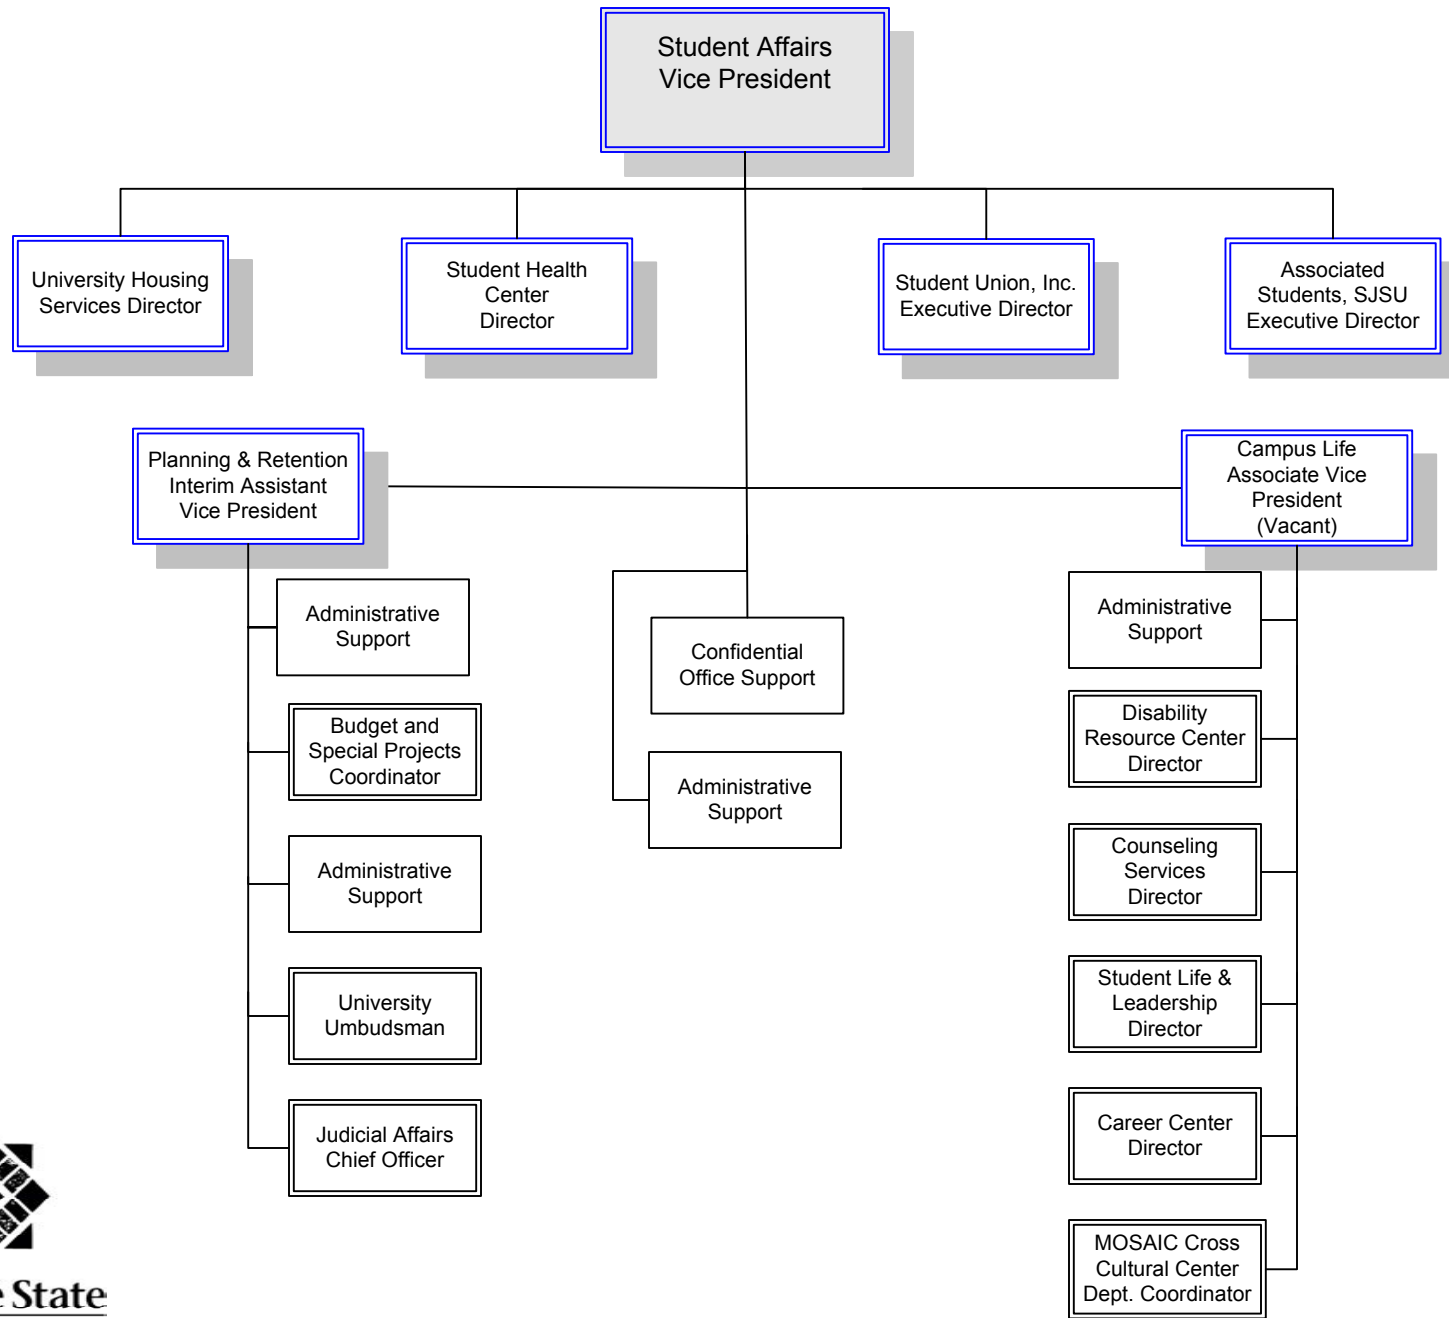 Student Affairs
Vice President
University Housing
Services Director
Student Health
Center
Director
Student Union, Inc.
Executive Director
Associated
Students, SJSU
Executive Director
Planning & Retention
Interim Assistant
Vice President
Campus Life
Associate Vice
President
(Vacant)
Administrative
Support
Budget and
Special Projects
Coordinator
Administrative
Support
University
Umbudsman
Judicial Affairs
Chief Officer
Confidential
Office Support
Administrative
Support
Administrative
Support
Disability
Resource Center
Director
Counseling
Services
Director
Student Life &
Leadership
Director
Career Center
Director
MOSAIC Cross
Cultural Center
Dept. Coordinator
State